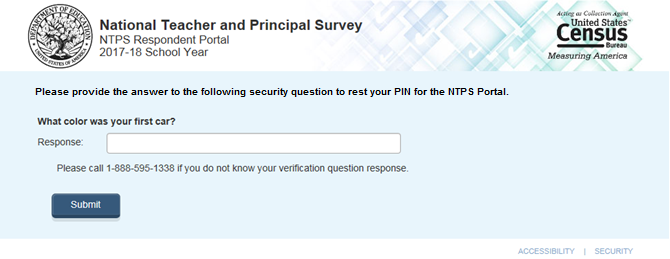 DEPARTMENT OF EDUCATION
UNITED STATES OF AMERICA
National Teacher and Principal Survey
NTPS Respondent Portal
2017-18 School Year
Acting as Collection Agent
United States
Census
Bureau
Measuring America
Please provide the answer to the following security question to rest your PIN for the NTPS Portal.
What color was your first car?
Response:
Please call 1-888-595-1338 if you do not know your verification question response.
Submit
ACCESSIBILITY | SECURITY